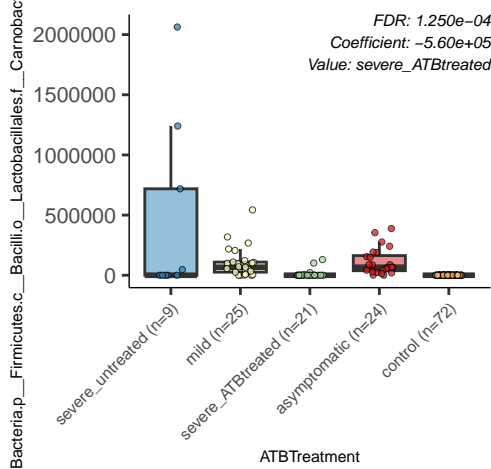 Bacteria.p__Firmicutes.c__Bacilli.o__Lactobacillales.f__Carnobac
2000000
1500000
1000000
500000
0
FDR: 1.250e−04
Coefficient: −5.60e+05
Value: severe_ATBtreated
severe_untreated (n=9)
mild (n=25)
severe_ATBtreated (n=21)
asymptomatic (n=24)
control (n=72)
ATBTreatment